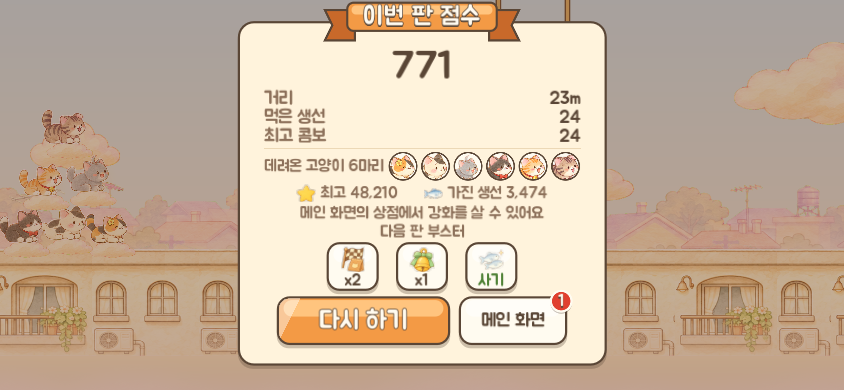 이번 판 점수
771
거리 23m
먹은 생선 24
최고 콤보 24
데려온 고양이 6마리
최고 48,210 가진 생선 3,474
메인 화면의 상점에서 강화를 살 수 있어요
다음 판 부스터
x2 x1 사기
다시 하기 메인 화면 1